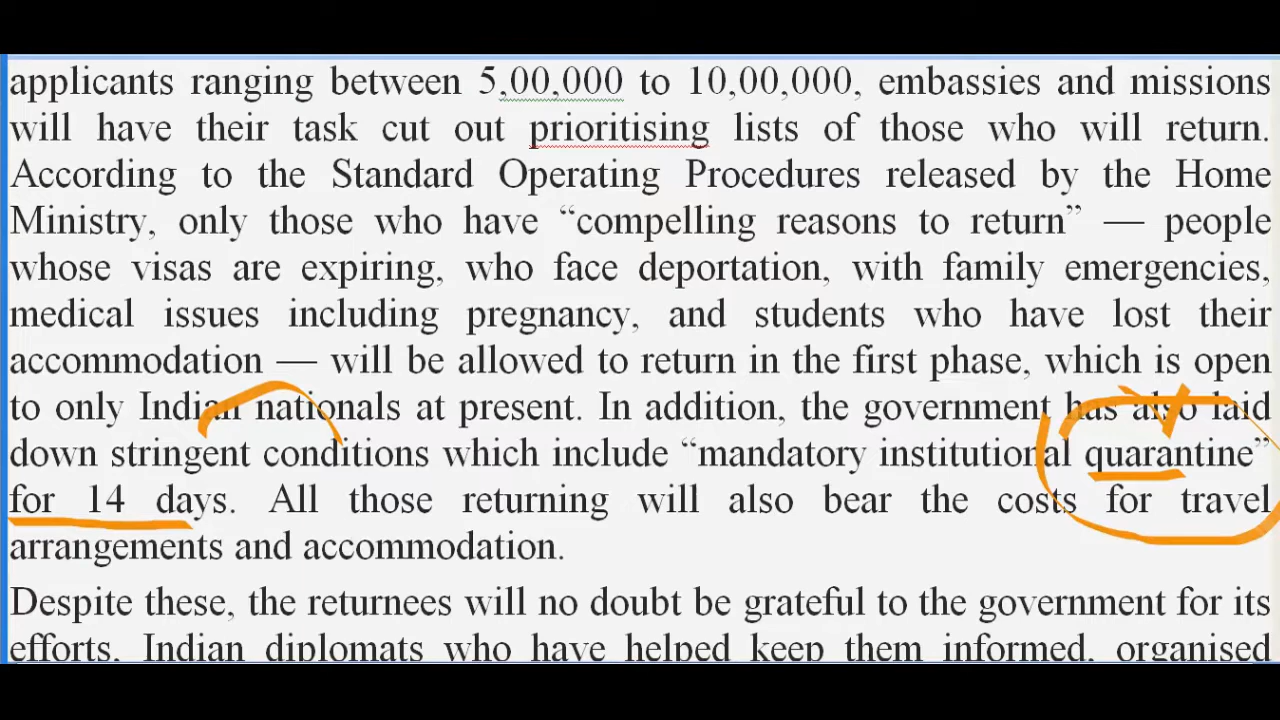 applicants ranging between 5,00,000 to 10,00,000, embassies and missions
will have their task cut out prioritising lists of those who will return.
According to the Standard Operating Procedures released by the Home
Ministry, only those who have “compelling reasons to return” — people
whose visas are expiring, who face deportation, with family emergencies,
medical issues including pregnancy, and students who have lost their
accommodation — will be allowed to return in the first phase, which is open
to only Indian nationals at present. In addition, the government has also laid
down stringent conditions which include “mandatory institutional quarantine”
for 14 days. All those returning will also bear the costs for travel
arrangements and accommodation.
Despite these, the returnees will no doubt be grateful to the government for its
efforts. Indian diplomats who have helped keep them informed, organised